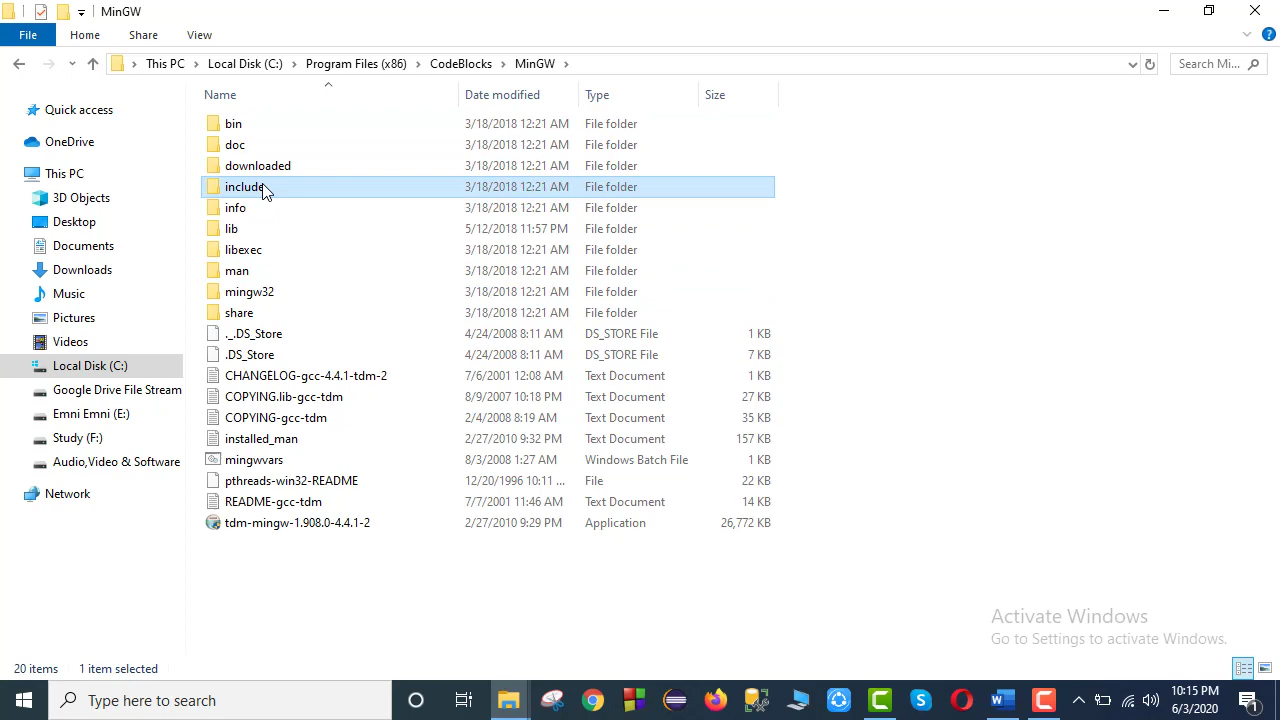 MinGW
File Home Share View
This PC Local Disk (C:) Program Files (x86) CodeBlocks MinGW Search Mi...
Name Date modified Type Size
Quick access
OneDrive
This PC
3D Objects
Desktop
Documents
Downloads
Music
Pictures
Videos
Local Disk (C:)
Google Drive File Stream
Emni Emni (E:)
Study (F:)
Audio,Video & Software
Network
bin 3/18/2018 12:21 AM File folder
doc 3/18/2018 12:21 AM File folder
downloaded 3/18/2018 12:21 AM File folder
include 3/18/2018 12:21 AM File folder
info 3/18/2018 12:21 AM File folder
lib 5/12/2018 11:57 PM File folder
libexec 3/18/2018 12:21 AM File folder
man 3/18/2018 12:21 AM File folder
mingw32 3/18/2018 12:21 AM File folder
share 3/18/2018 12:21 AM File folder
._.DS_Store 4/24/2008 8:11 AM DS_STORE File 1 KB
.DS_Store 4/24/2008 8:11 AM DS_STORE File 7 KB
CHANGELOG-gcc-4.4.1-tdm-2 7/6/2001 12:08 AM Text Document 1 KB
COPYING.lib-gcc-tdm 8/9/2007 10:18 PM Text Document 27 KB
COPYING-gcc-tdm 2/4/2008 8:19 AM Text Document 35 KB
installed_man 2/27/2010 9:32 PM Text Document 157 KB
mingwvars 8/3/2008 1:27 AM Windows Batch File 1 KB
pthreads-win32-README 12/20/1996 10:11 ... File 22 KB
README-gcc-tdm 7/7/2001 11:46 AM Text Document 14 KB
tdm-mingw-1.908.0-4.4.1-2 2/27/2010 9:29 PM Application 26,772 KB
Activate Windows
Go to Settings to activate Windows.
20 items 1 item selected
Type here to search
10:15 PM
6/3/2020
1